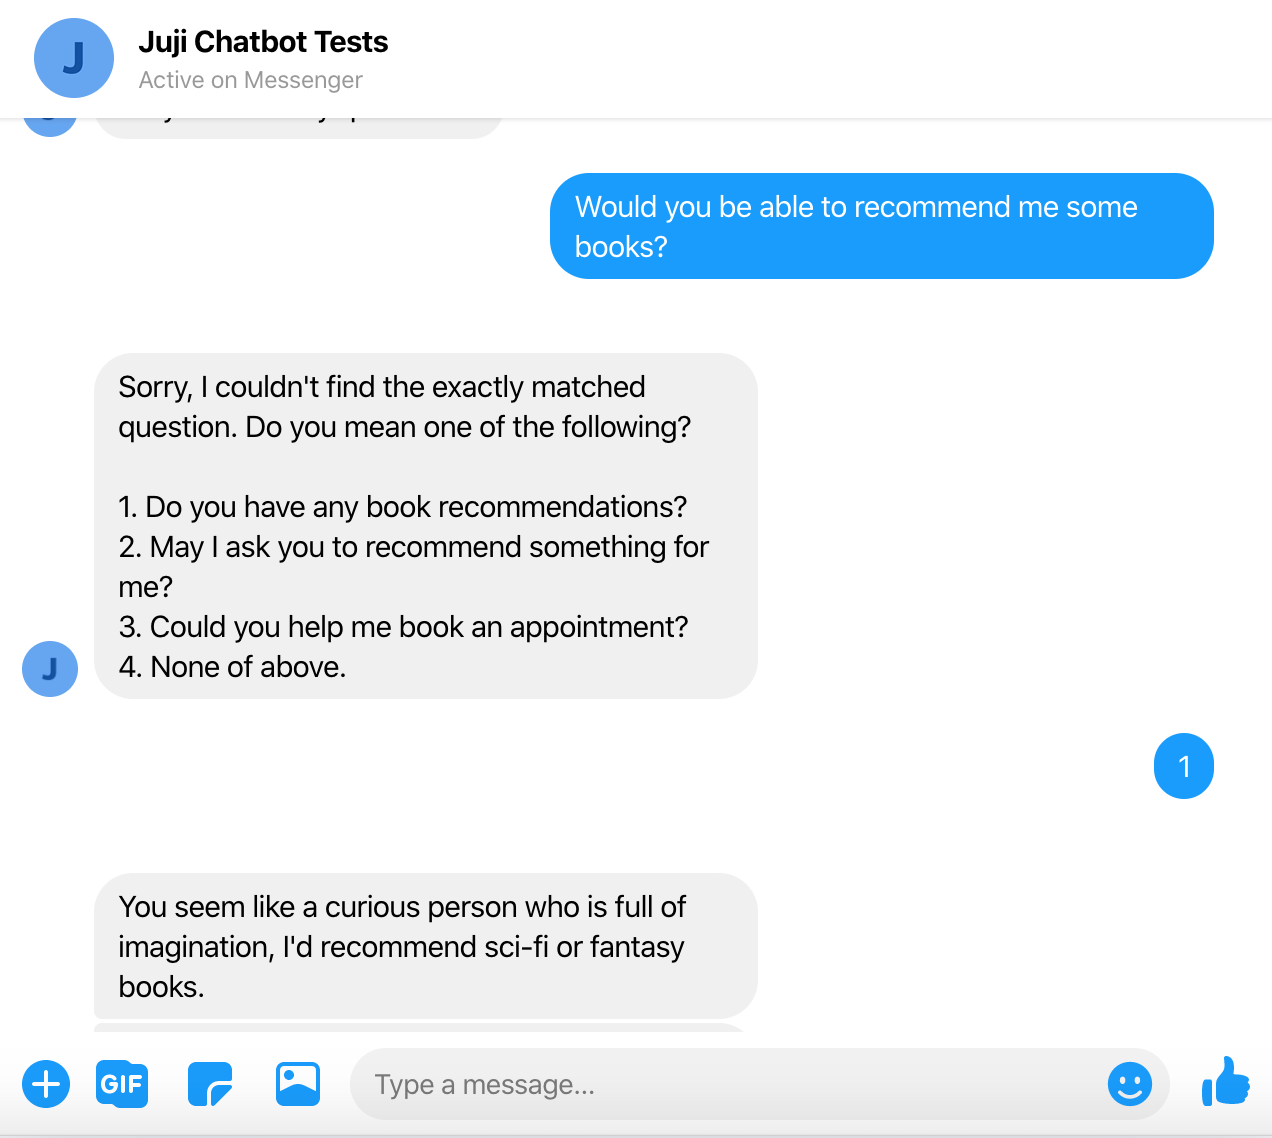 J
Juji Chatbot Tests
Active on Messenger
Would you be able to recommend me some
books?
Sorry, I couldn't find the exactly matched
question. Do you mean one of the following?
1. Do you have any book recommendations?
2. May I ask you to recommend something for
me?
3. Could you help me book an appointment?
4. None of above.
J
1
You seem like a curious person who is full of
imagination, I'd recommend sci-fi or fantasy
books.
GIF
Type a message...